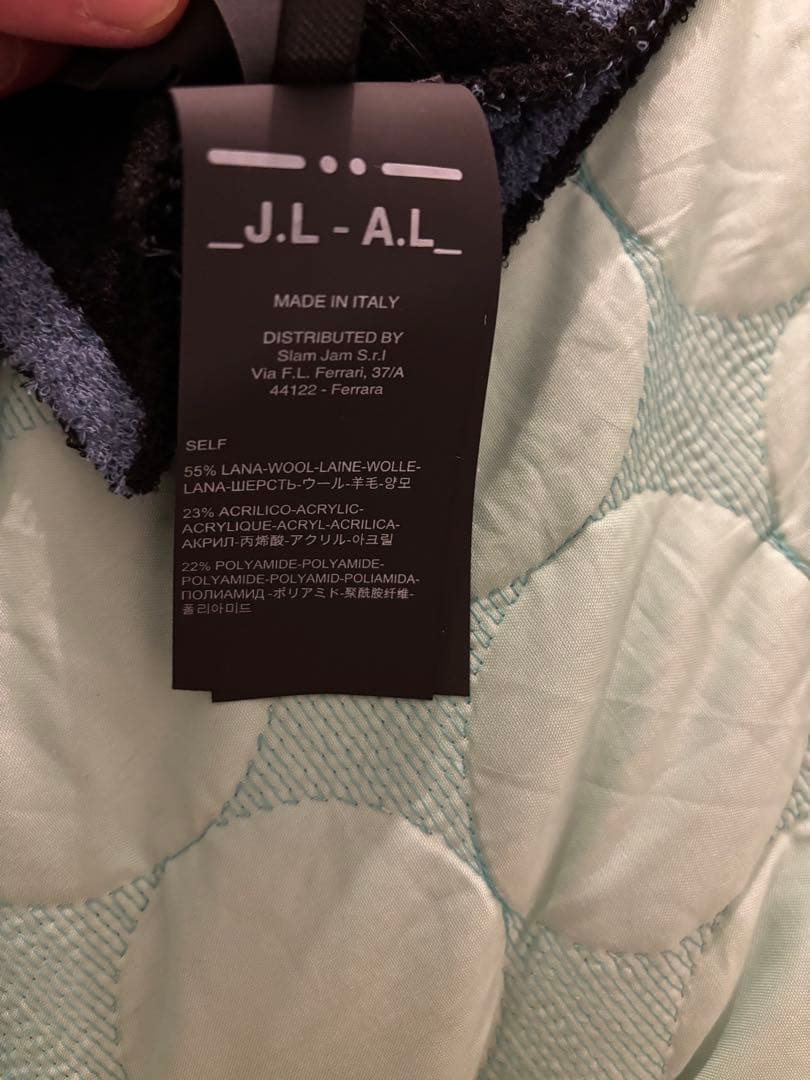 _J.L - A.L_
MADE IN ITALY
DISTRIBUTED BY
Slam Jam S.r.l
Via F.L. Ferrari, 37/A
44122 - Ferrara
SELF
55% LANA-WOOL-LAINE-WOLLE-
LANA-ШЕРСТЬ-ウール-羊毛-양모
23% ACRILICO-ACRYLIC-
ACRYLIQUE-ACRYL-ACRILICA-
АКРИЛ-丙烯酸-アクリル-아크릴
22% POLYAMIDE-POLYAMIDE-
POLYAMIDE-POLYAMID-POLIAMIDA-
ПОЛИАМИД-ポリアミド-聚酰胺纤维-
폴리아미드